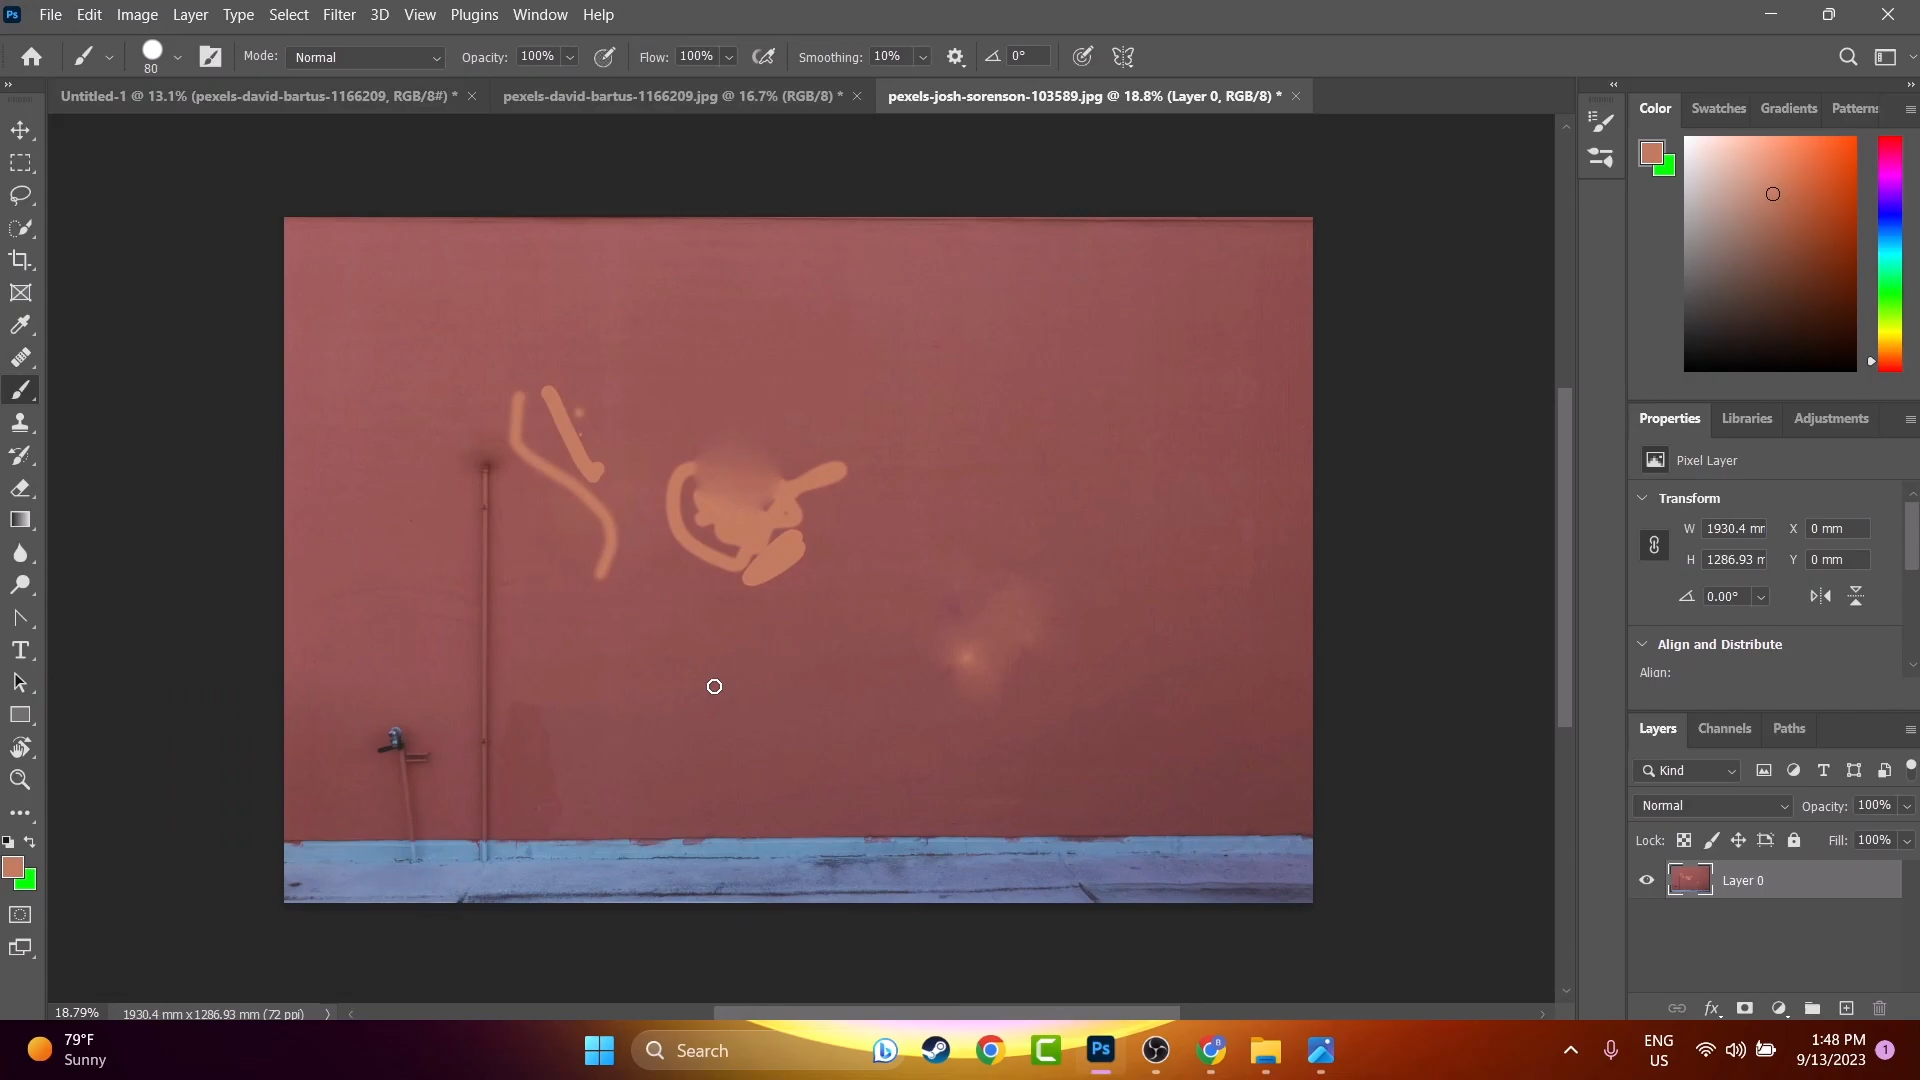 Ps File Edit Image Layer Type Select Filter 3D View Plugins Window Help
80 Mode: Normal Opacity: 100% Flow: 100% Smoothing: 10% 0°
Untitled-1 @ 13.1% (pexels-david-bartus-1166209, RGB/8#) * pexels-david-bartus-1166209.jpg @ 16.7% (RGB/8) * pexels-josh-sorenson-103589.jpg @ 18.8% (Layer 0, RGB/8) *
Color Swatches Gradients Patterns
Properties Libraries Adjustments
Pixel Layer
Transform
W 1930.4 mm X 0 mm
H 1286.93 m Y 0 mm
0.00°
Align and Distribute
Align:
Layers Channels Paths
Kind
Normal Opacity: 100%
Lock: Fill: 100%
Layer 0
18.79% 1930.4 mm x 1286.93 mm (72 ppi)
79°F
Sunny
Search
Ps
ENG
US
1:48 PM
9/13/2023
1